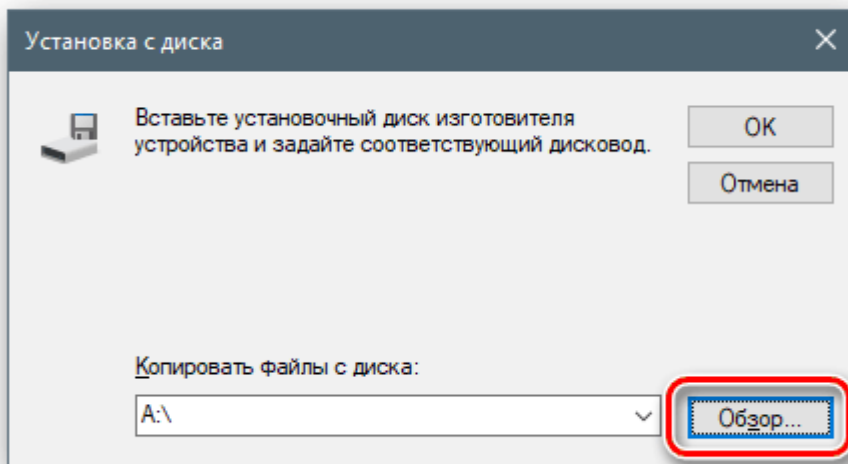 Установка с диска
Вставьте установочный диск изготовителя
устройства и задайте соответствующий дисковод.
OK
Отмена
Копировать файлы с диска:
A:\
Обзор...